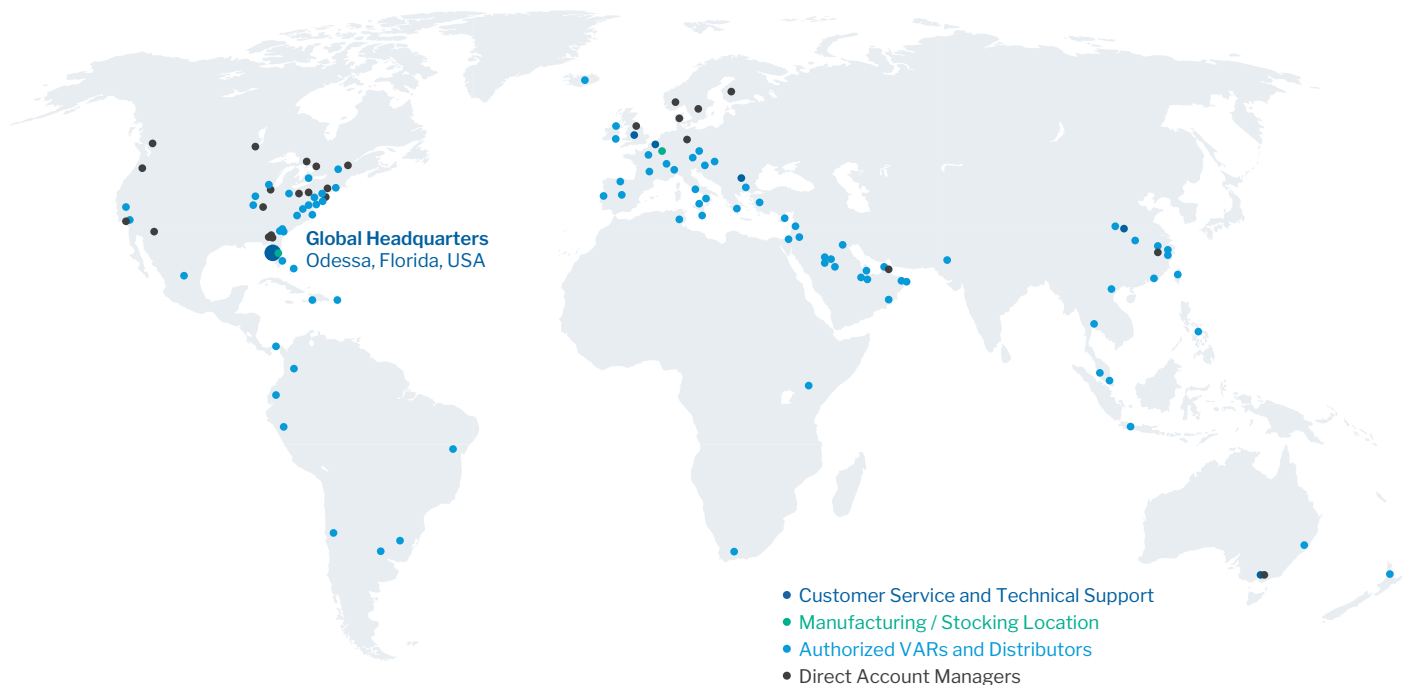 Global Headquarters
Odessa, Florida, USA
Customer Service and Technical Support
Manufacturing / Stocking Location
Authorized VARs and Distributors
Direct Account Managers